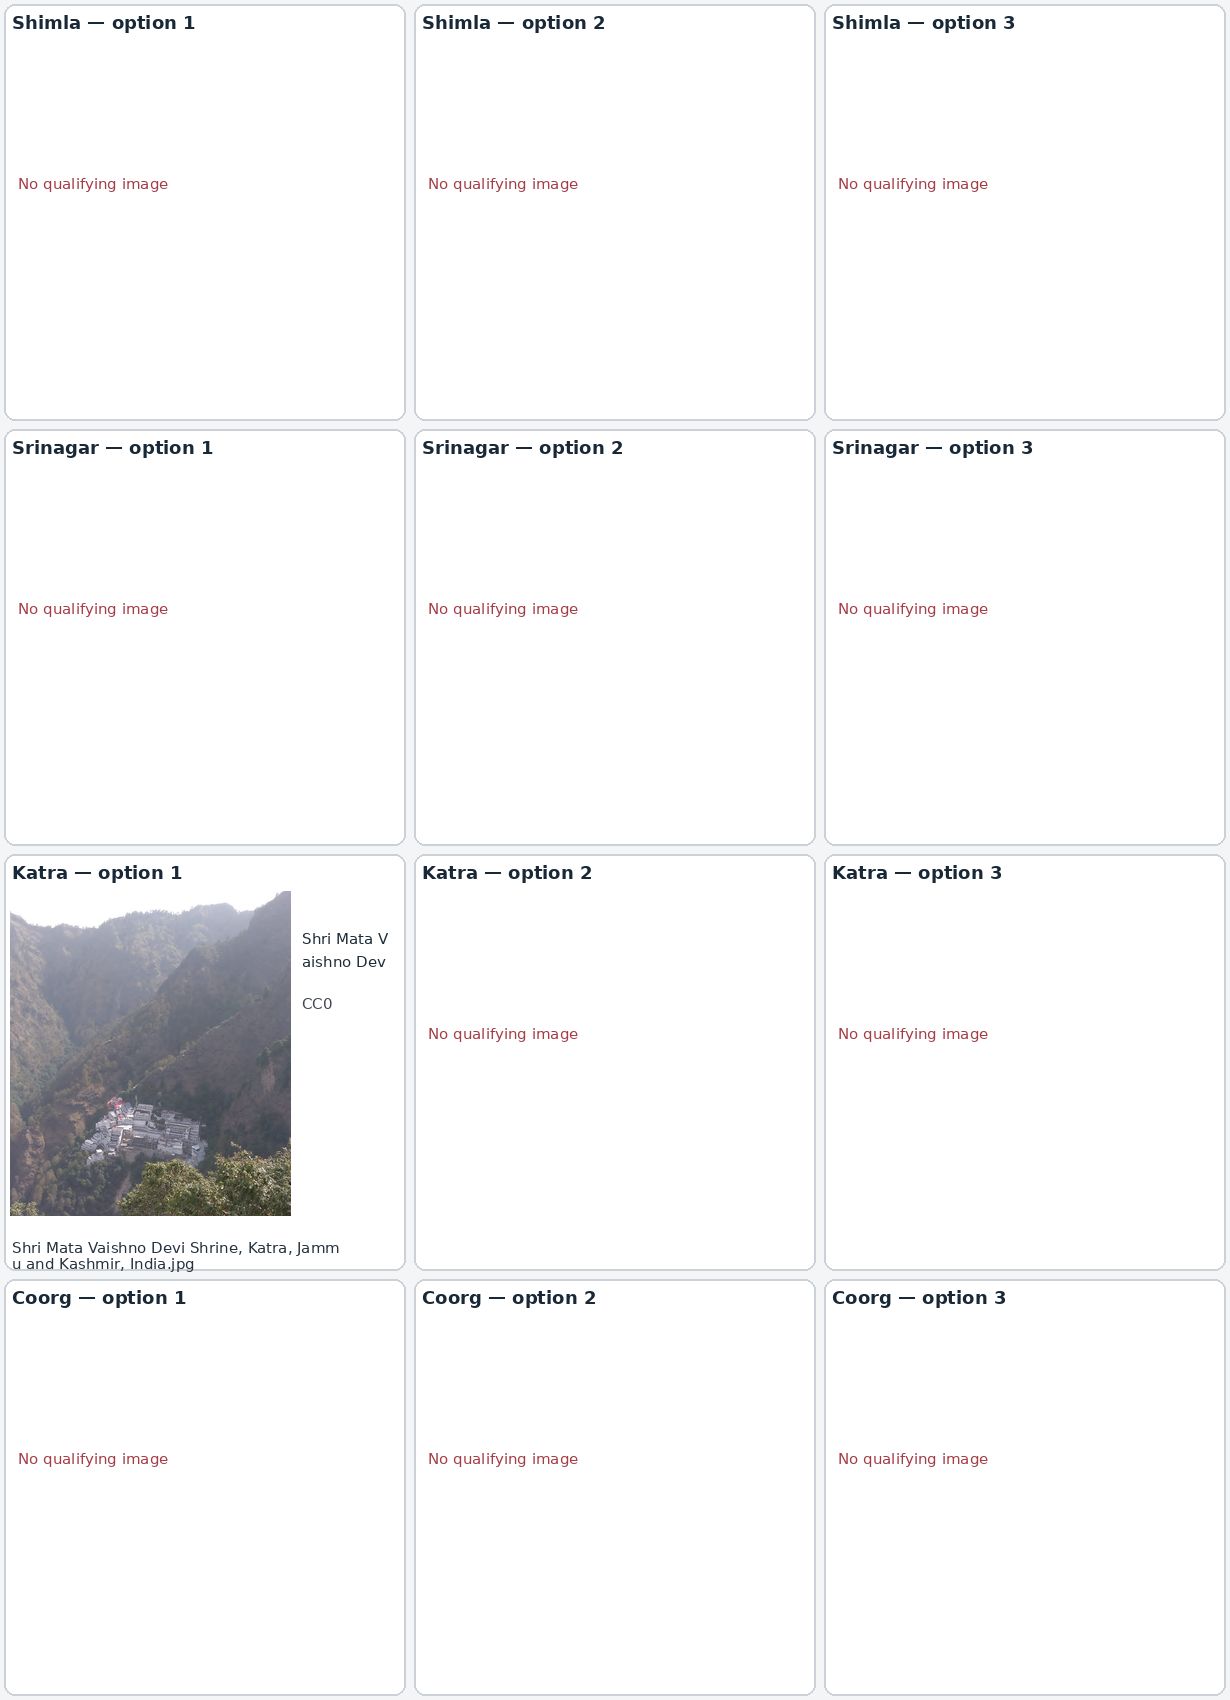 Shimla — option 1
Shimla — option 2
Shimla — option 3
No qualifying image
No qualifying image
No qualifying image
Srinagar — option 1
Srinagar — option 2
Srinagar — option 3
No qualifying image
No qualifying image
No qualifying image
Katra — option 1
Katra — option 2
Katra — option 3
Shri Mata V
aishno Dev
CC0
No qualifying image
No qualifying image
Shri Mata Vaishno Devi Shrine, Katra, Jamm
u and Kashmir, India.jpg
Coorg — option 1
Coorg — option 2
Coorg — option 3
No qualifying image
No qualifying image
No qualifying image